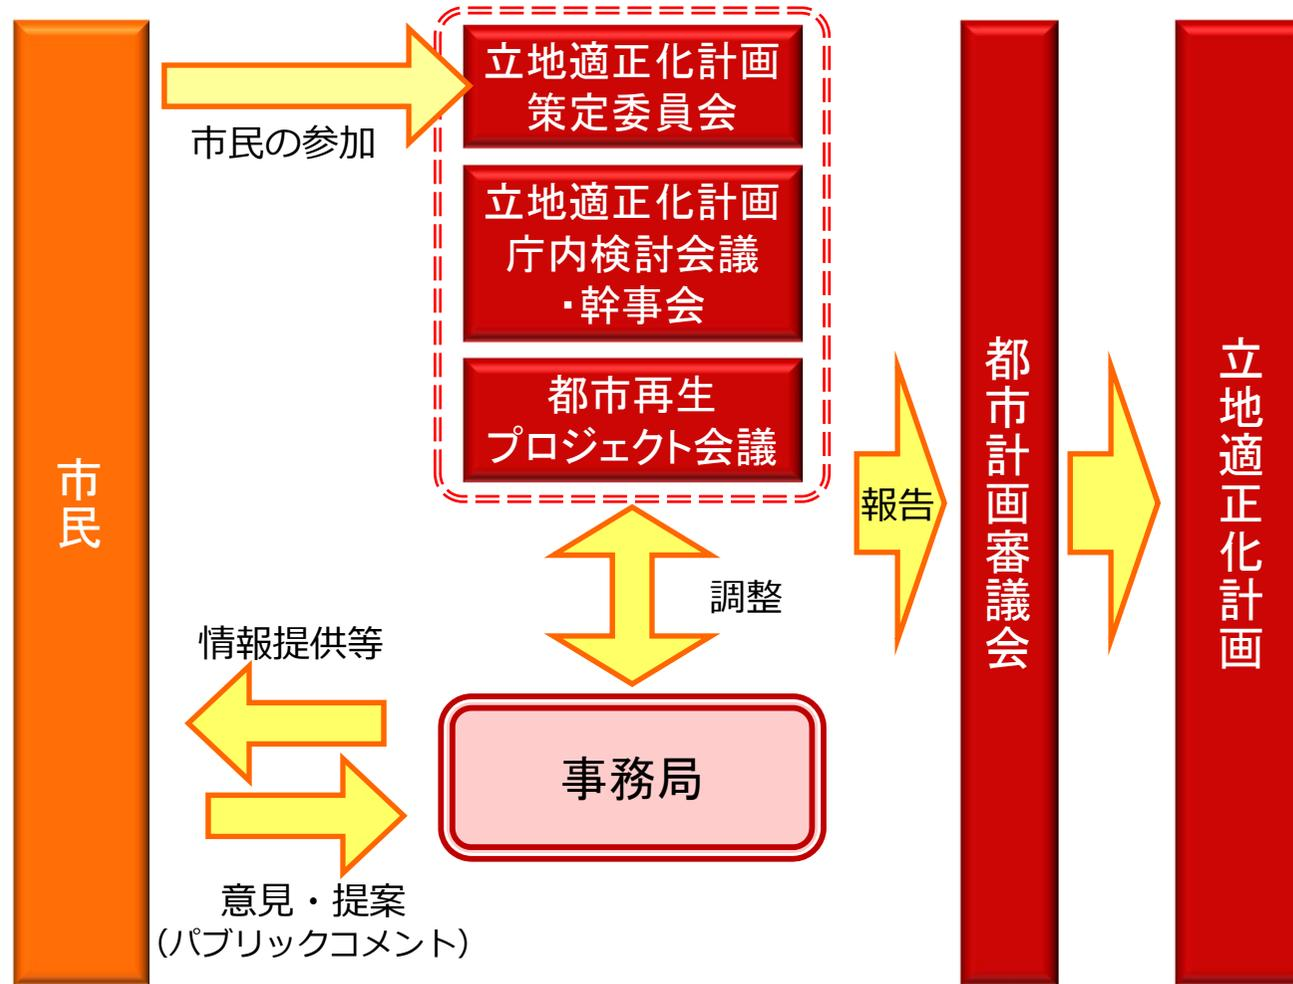 市民
市民の参加
立地適正化計画
策定委員会
立地適正化計画
庁内検討会議
・幹事会
都市再生
プロジェクト会議
調整
情報提供等
事務局
意見・提案
（パブリックコメント）
報告
都市計画審議会
立地適正化計画